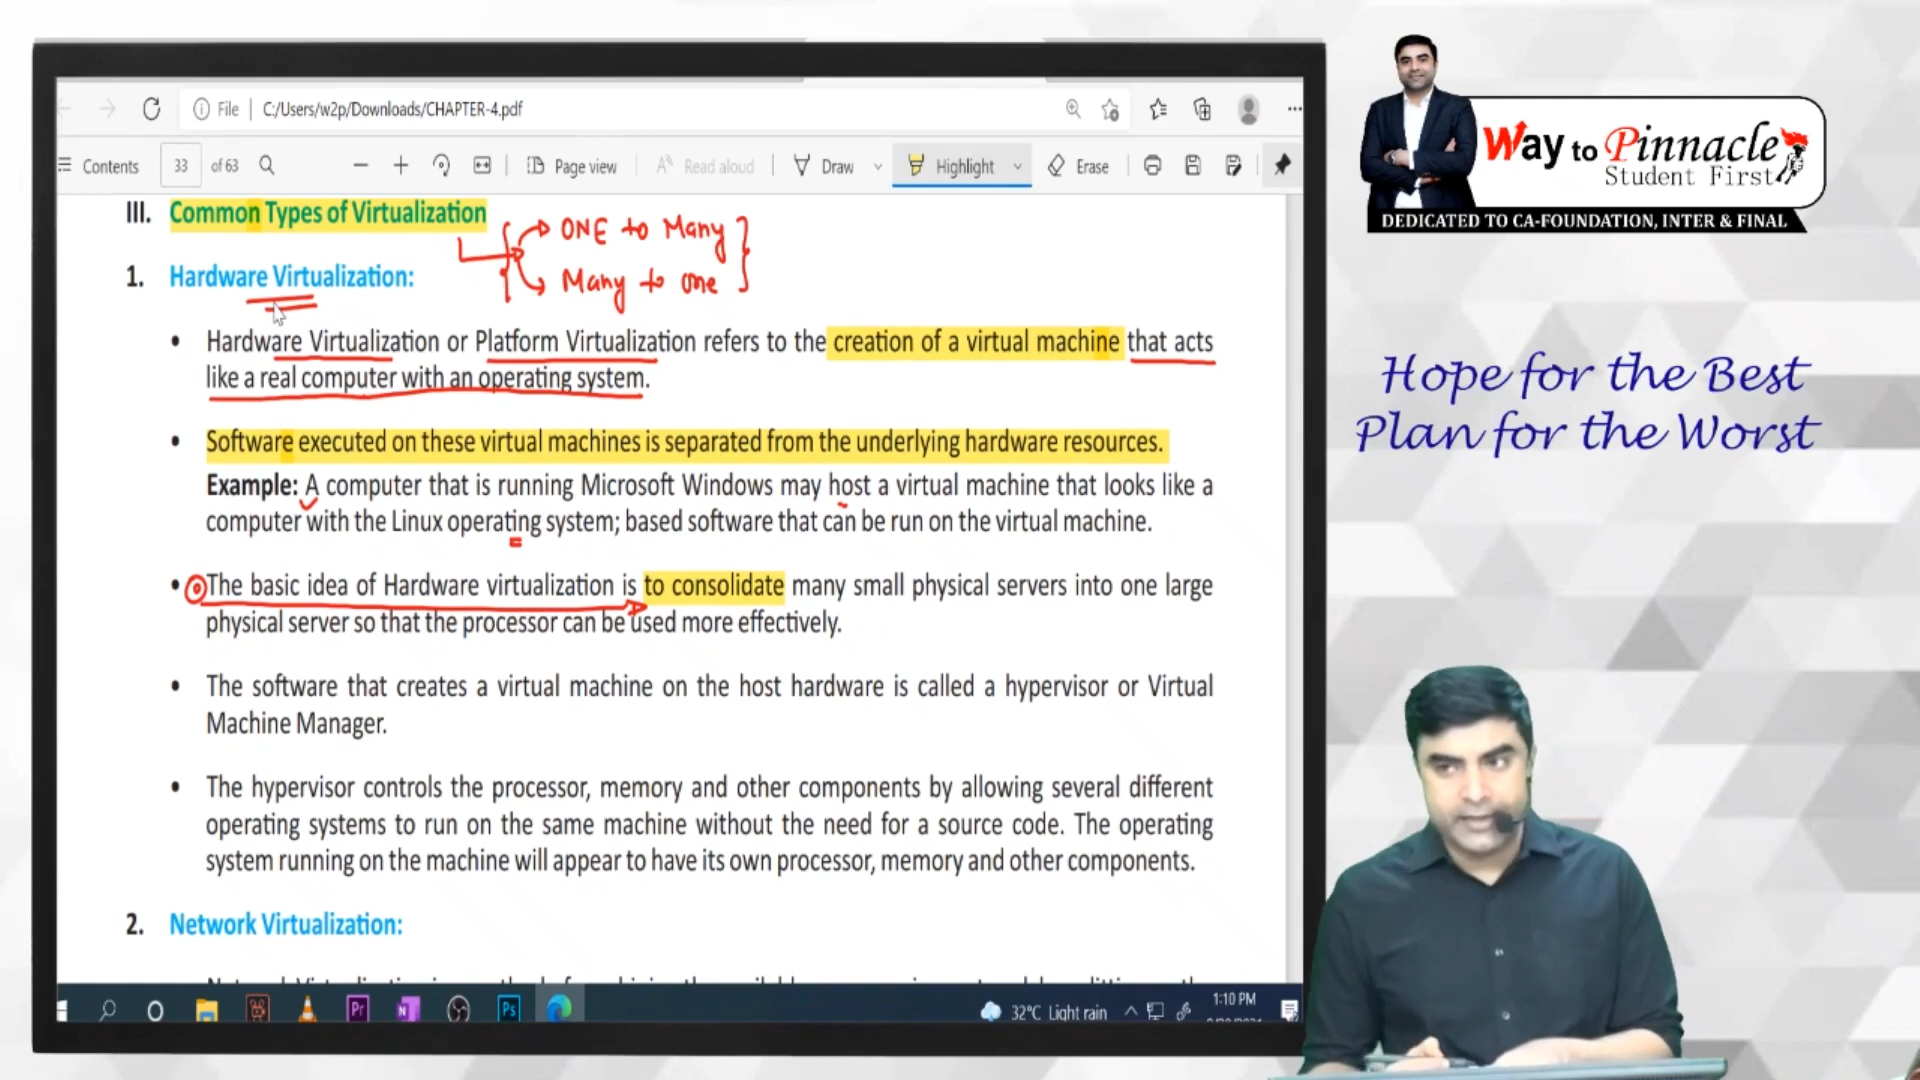 File C:/Users/w2p/Downloads/CHAPTER-4.pdf
Contents 33 of 63 Page view Read aloud Draw Highlight Erase
III. Common Types of Virtualization
ONE to Many
Many to one
1. Hardware Virtualization:
• Hardware Virtualization or Platform Virtualization refers to the creation of a virtual machine that acts
like a real computer with an operating system.
• Software executed on these virtual machines is separated from the underlying hardware resources.
Example: A computer that is running Microsoft Windows may host a virtual machine that looks like a
computer with the Linux operating system; based software that can be run on the virtual machine.
• The basic idea of Hardware virtualization is to consolidate many small physical servers into one large
physical server so that the processor can be used more effectively.
• The software that creates a virtual machine on the host hardware is called a hypervisor or Virtual
Machine Manager.
• The hypervisor controls the processor, memory and other components by allowing several different
operating systems to run on the same machine without the need for a source code. The operating
system running on the machine will appear to have its own processor, memory and other components.
2. Network Virtualization:
Pr N Ps 32°C Light rain 1:10 PM
Way to Pinnacle
Student First
DEDICATED TO CA-FOUNDATION, INTER & FINAL
Hope for the Best
Plan for the Worst